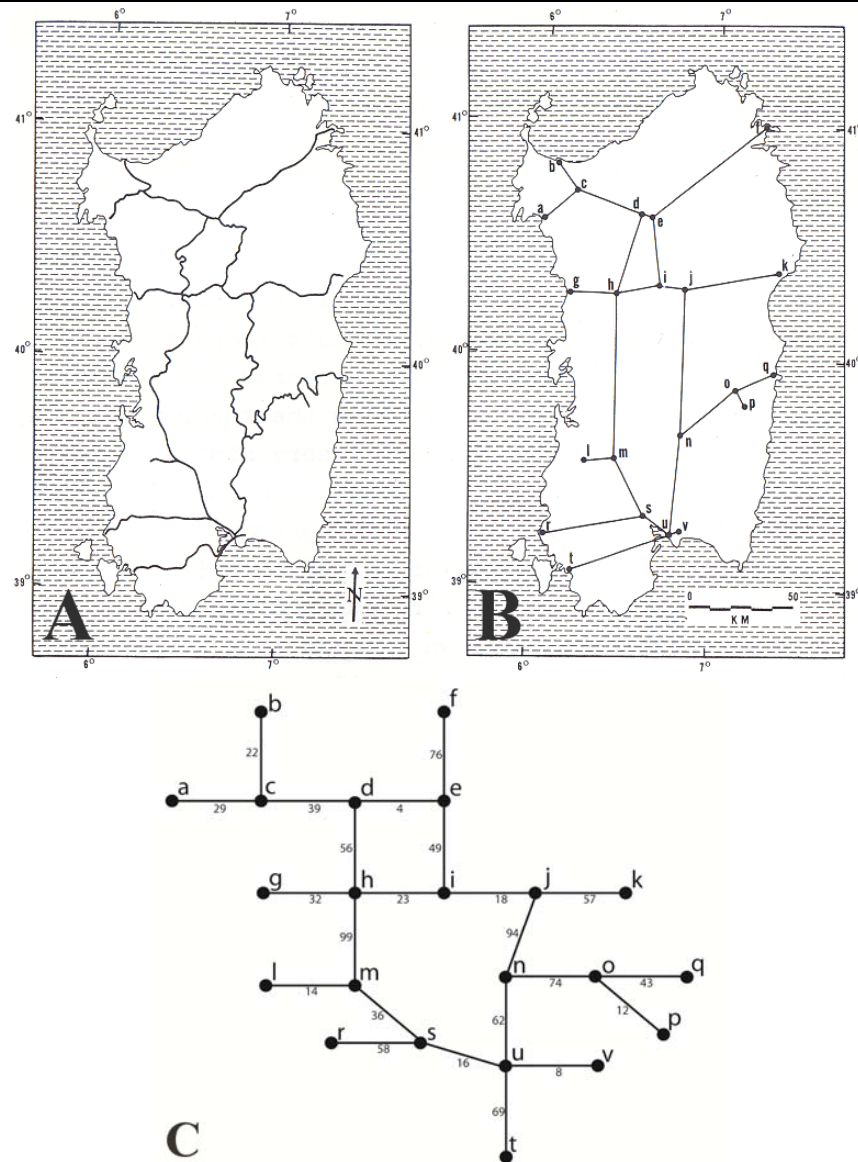 6° 7°
41° 41°
40° 40°
39° 39°
6° 7°
N
A
6° 7°
41° 41°
40° 40°
39° 39°
6° 7°
f
b
c
a
d
e
g
h
i
j
k
q
o
p
n
l
m
s
r
u
v
t
0 50
KM
B
b f
22 76
a c d e
29 39 4
56 49
g h i j k
32 23 18 57
99 94
l m n o q
14 74 43
36 62 12
r s p
58
16 u v
8
69
t
C